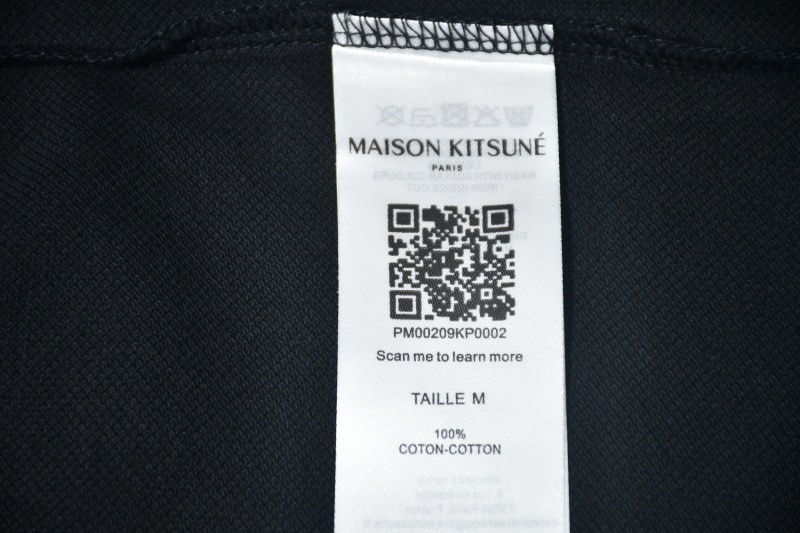 MAISON KITSUNÉ
PARIS
PM00209KP0002
Scan me to learn more
TAILLE M
100%
COTON-COTTON